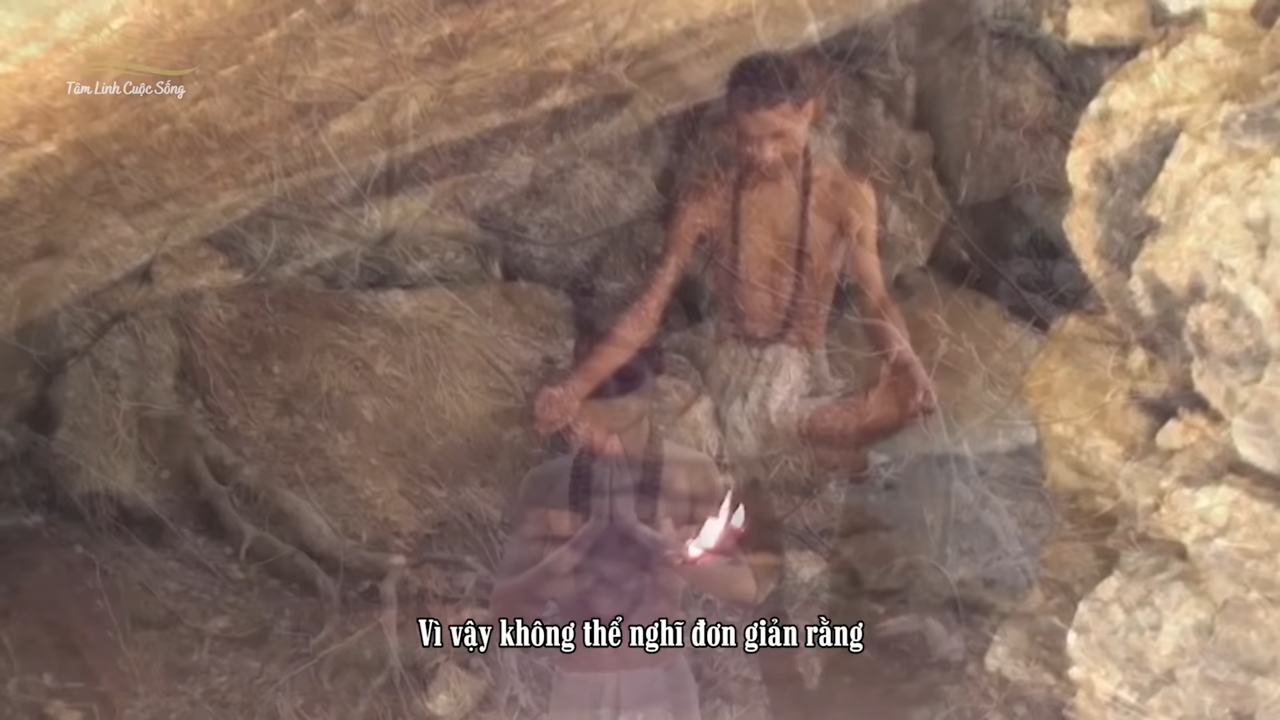 Tâm Linh Cuộc Sống
Vì vậy không thể nghĩ đơn giản rằng